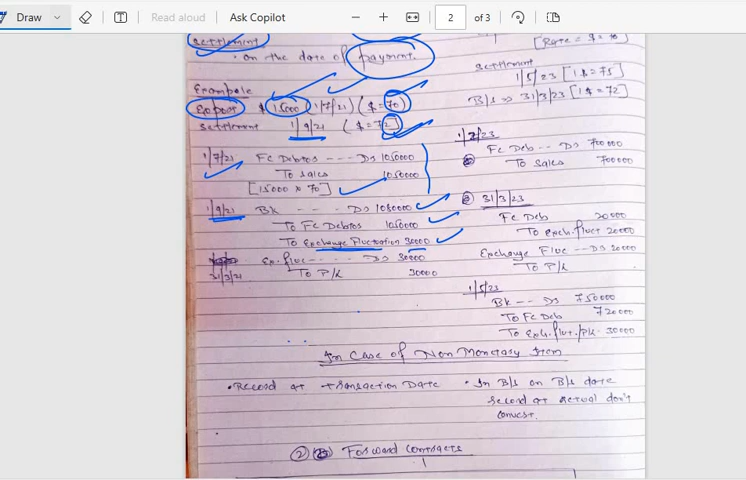 Draw
Read aloud
Ask Copilot
2 of 3
Settlement
• on the date of payment.
Example
Export $ 15000 (1/7/21) ($ = 70)
Settlement 1/9/21 ($ = 72)
1/7/21 Fc Debtors --- Dr 1050000
To sales 1050000
[15000 x 70]
1/9/21 Bk --- Dr 1080000
To Fc Debtors 1050000
To Exchange Fluctuation 30000
Ex. fluc ---- Dr 30000
31/3/21 To P/L 30000
[Rate = $ = 70]
Settlement
1/5/23 [1$ = 75]
B/s ⇒ 31/3/23 [1$ = 72]
1/2/23
Fc Deb -- Dr 700000
To Sales 700000
31/3/23
Fc Deb 20000
To exch. fluct 20000
Exchange Fluc -- Dr 20000
To P/L
1/5/23
Bk -- Dr 750000
To Fc Deb 720000
To Exh. flut. /P/L. 30000
In Case of Non Monetary Item
• Record at transaction Date
• In B/s on B/s date
record at actual don't
convert.
② Forward contracts